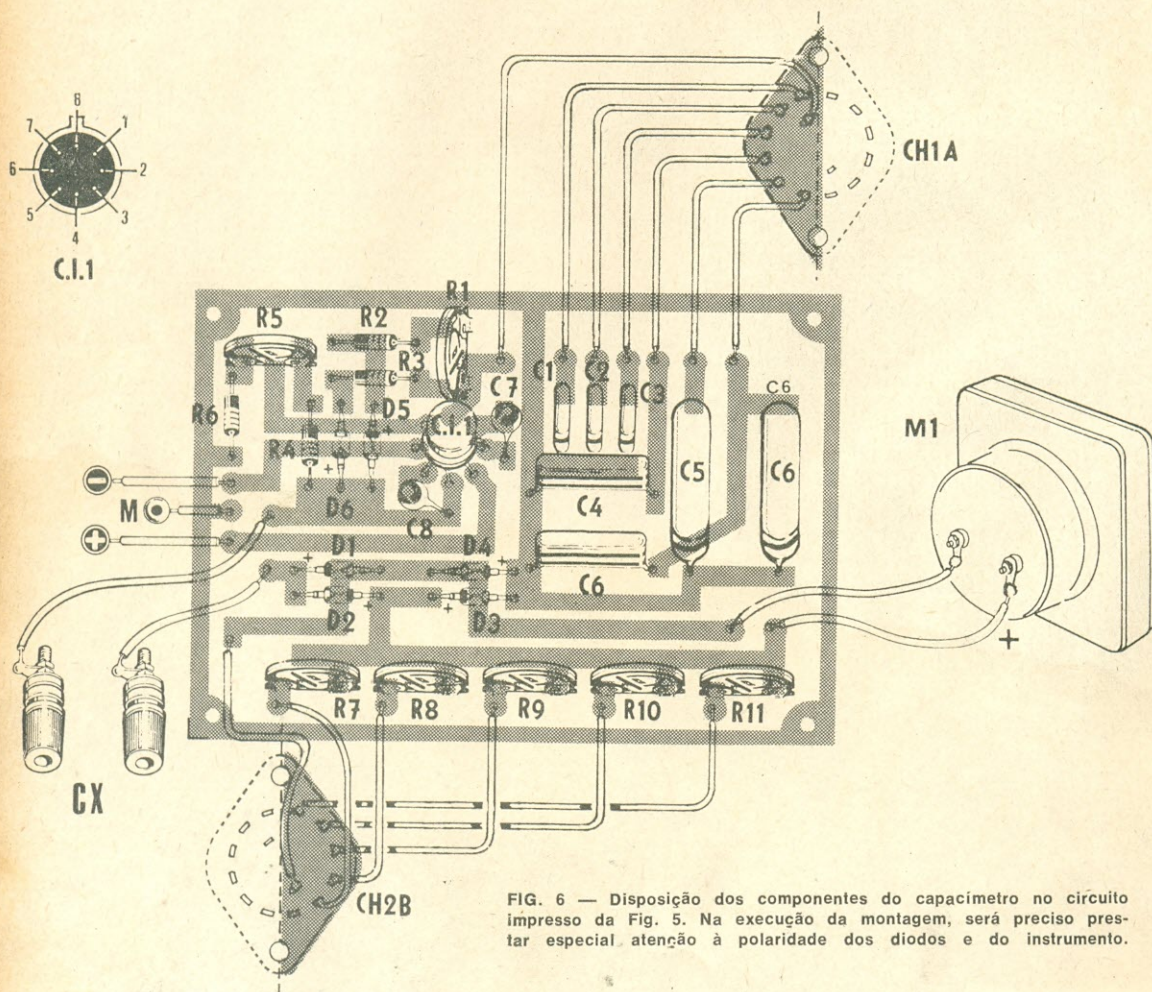 8
7
1
6
2
5
3
4
C.I.1
CH1A
R1
R5
R2
R3
C7
C1
C2
C3
C6
R6
D5
+
C.I.1
R4
+
M1
C5
C6
−
M
C4
D6
C8
+
+
D1
D4
+
C6
+
+
D2
D3
+
R7
R8
R9
R10
R11
CX
CH2B
FIG. 6 — Disposição dos componentes do capacímetro no circuito
impresso da Fig. 5. Na execução da montagem, será preciso pres-
tar especial atenção à polaridade dos diodos e do instrumento.